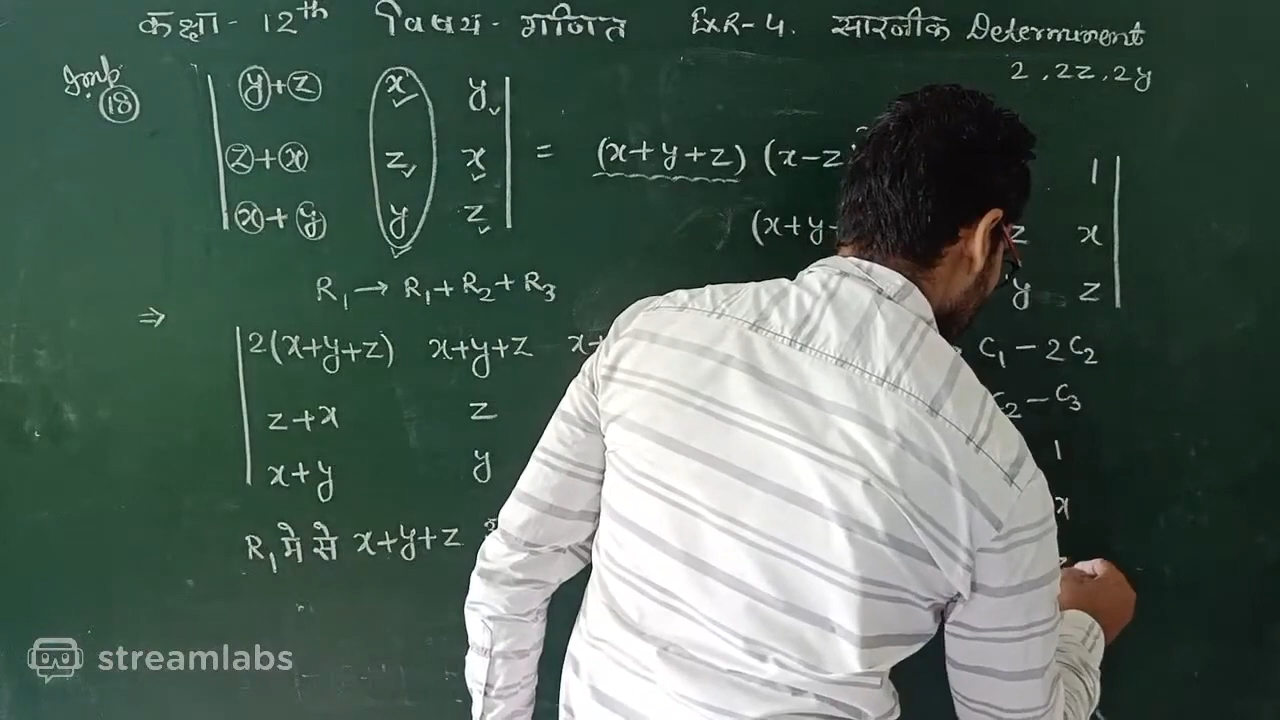 कक्षा - 12th विषय - गणित ExR-4. सारनीक Determinent
2, 2z, 2y
Imp. 18
y+z x y
z+x z x = (x+y+z) (x-z
x+y y z
(x+y- z x
1
y z
R1 → R1 + R2 + R3
⇒
2(x+y+z) x+y+z x+
C1 - 2C2
z+x z
C2 - C3
x+y y
1
x
R1 में से x+y+z
streamlabs